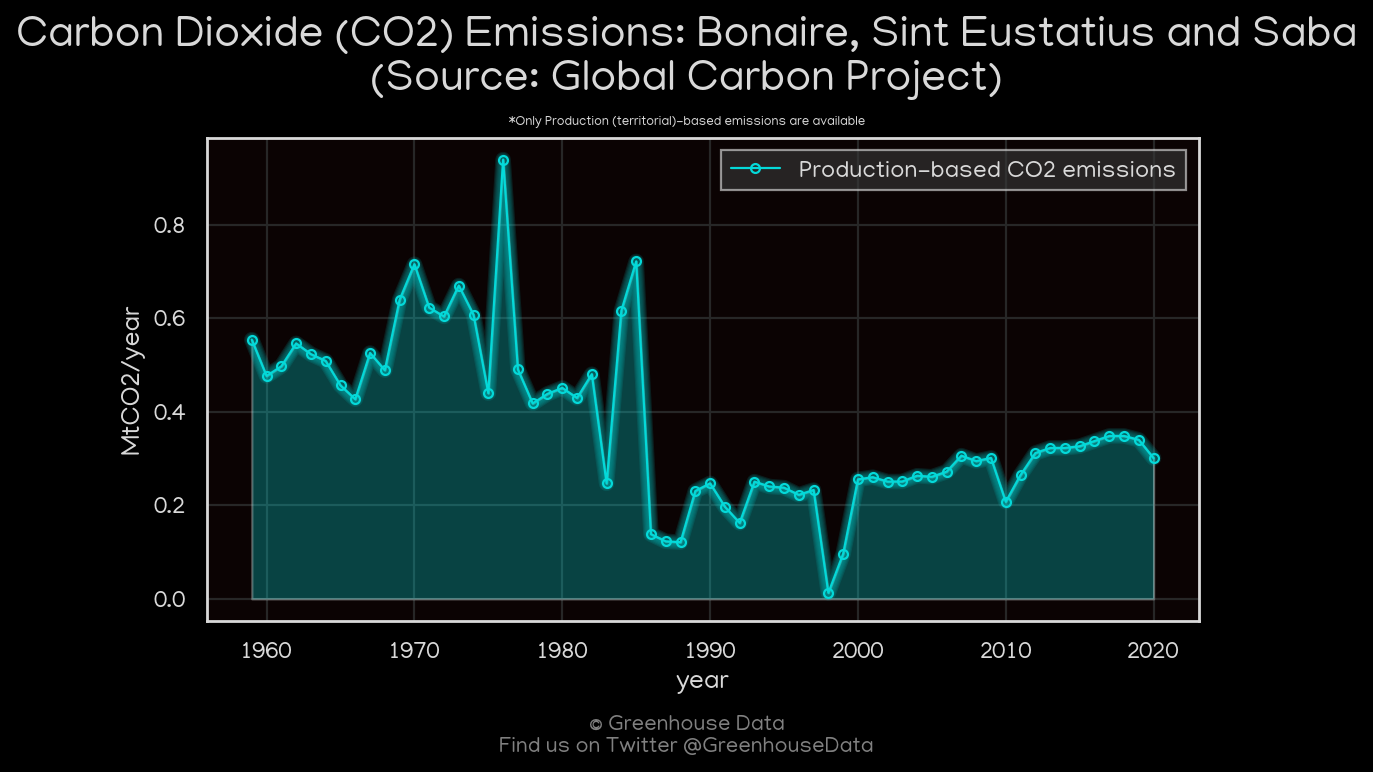 Carbon Dioxide (CO2) Emissions: Bonaire, Sint Eustatius and Saba
(Source: Global Carbon Project)
*Only Production (territorial)-based emissions are available
Production-based CO2 emissions
MtCO2/year
0.8
0.6
0.4
0.2
0.0
1960 1970 1980 1990 2000 2010 2020
year
© Greenhouse Data
Find us on Twitter @GreenhouseData